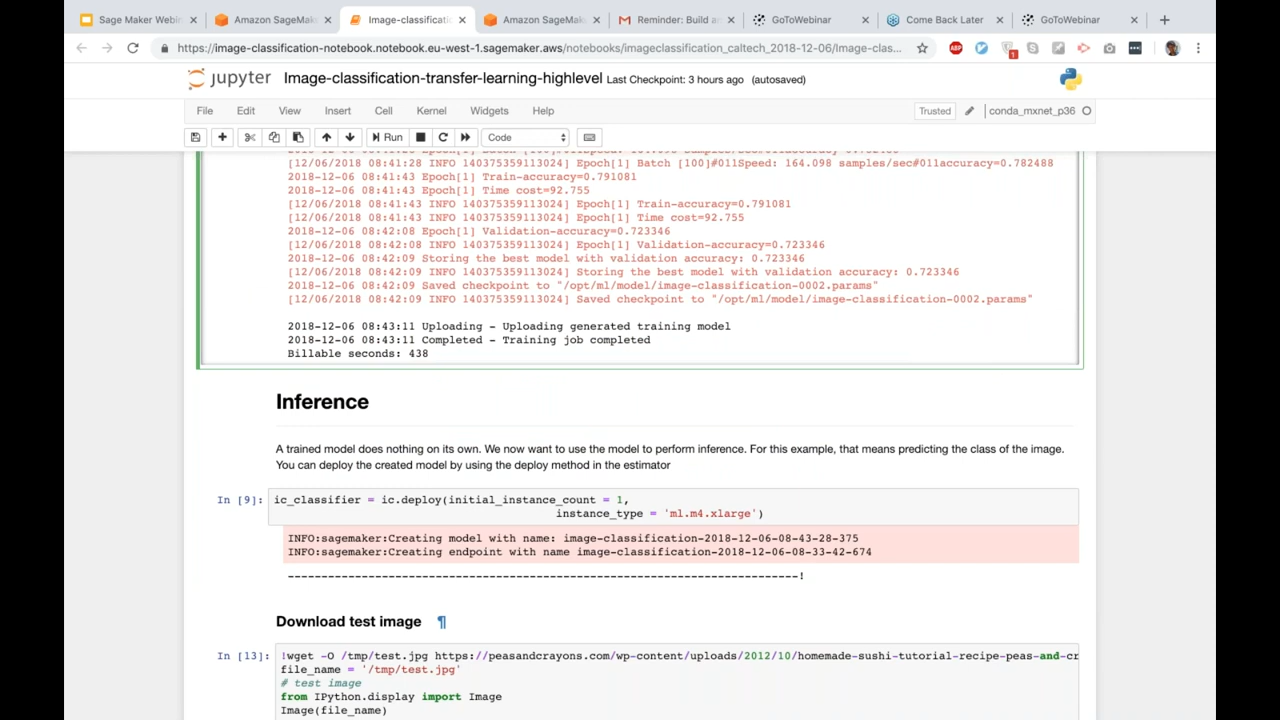 Sage Maker Webin
Amazon SageMak
Image-classificatio
Amazon SageMak
Reminder: Build an
GoToWebinar
Come Back Later
GoToWebinar
https://image-classification-notebook.notebook.eu-west-1.sagemaker.aws/notebooks/imageclassification_caltech_2018-12-06/Image-clas...
ABP
1
jupyter Image-classification-transfer-learning-highlevel Last Checkpoint: 3 hours ago (autosaved)
File Edit View Insert Cell Kernel Widgets Help Trusted conda_mxnet_p36
Run Code
[12/06/2018 08:41:28 INFO 140375359113024] Epoch[1] Batch [100]#011Speed: 164.098 samples/sec#011accuracy=0.782488
2018-12-06 08:41:43 Epoch[1] Train-accuracy=0.791081
2018-12-06 08:41:43 Epoch[1] Time cost=92.755
[12/06/2018 08:41:43 INFO 140375359113024] Epoch[1] Train-accuracy=0.791081
[12/06/2018 08:41:43 INFO 140375359113024] Epoch[1] Time cost=92.755
2018-12-06 08:42:08 Epoch[1] Validation-accuracy=0.723346
[12/06/2018 08:42:08 INFO 140375359113024] Epoch[1] Validation-accuracy=0.723346
2018-12-06 08:42:09 Storing the best model with validation accuracy: 0.723346
[12/06/2018 08:42:09 INFO 140375359113024] Storing the best model with validation accuracy: 0.723346
2018-12-06 08:42:09 Saved checkpoint to "/opt/ml/model/image-classification-0002.params"
[12/06/2018 08:42:09 INFO 140375359113024] Saved checkpoint to "/opt/ml/model/image-classification-0002.params"
2018-12-06 08:43:11 Uploading - Uploading generated training model
2018-12-06 08:43:11 Completed - Training job completed
Billable seconds: 438
Inference
A trained model does nothing on its own. We now want to use the model to perform inference. For this example, that means predicting the class of the image.
You can deploy the created model by using the deploy method in the estimator
In [9]: ic_classifier = ic.deploy(initial_instance_count = 1,
instance_type = 'ml.m4.xlarge')
INFO:sagemaker:Creating model with name: image-classification-2018-12-06-08-43-28-375
INFO:sagemaker:Creating endpoint with name image-classification-2018-12-06-08-33-42-674
---------------------------------------------------------------------------!
Download test image ¶
In [13]: !wget -O /tmp/test.jpg https://peasandcrayons.com/wp-content/uploads/2012/10/homemade-sushi-tutorial-recipe-peas-and-cr
file_name = '/tmp/test.jpg'
# test image
from IPython.display import Image
Image(file_name)